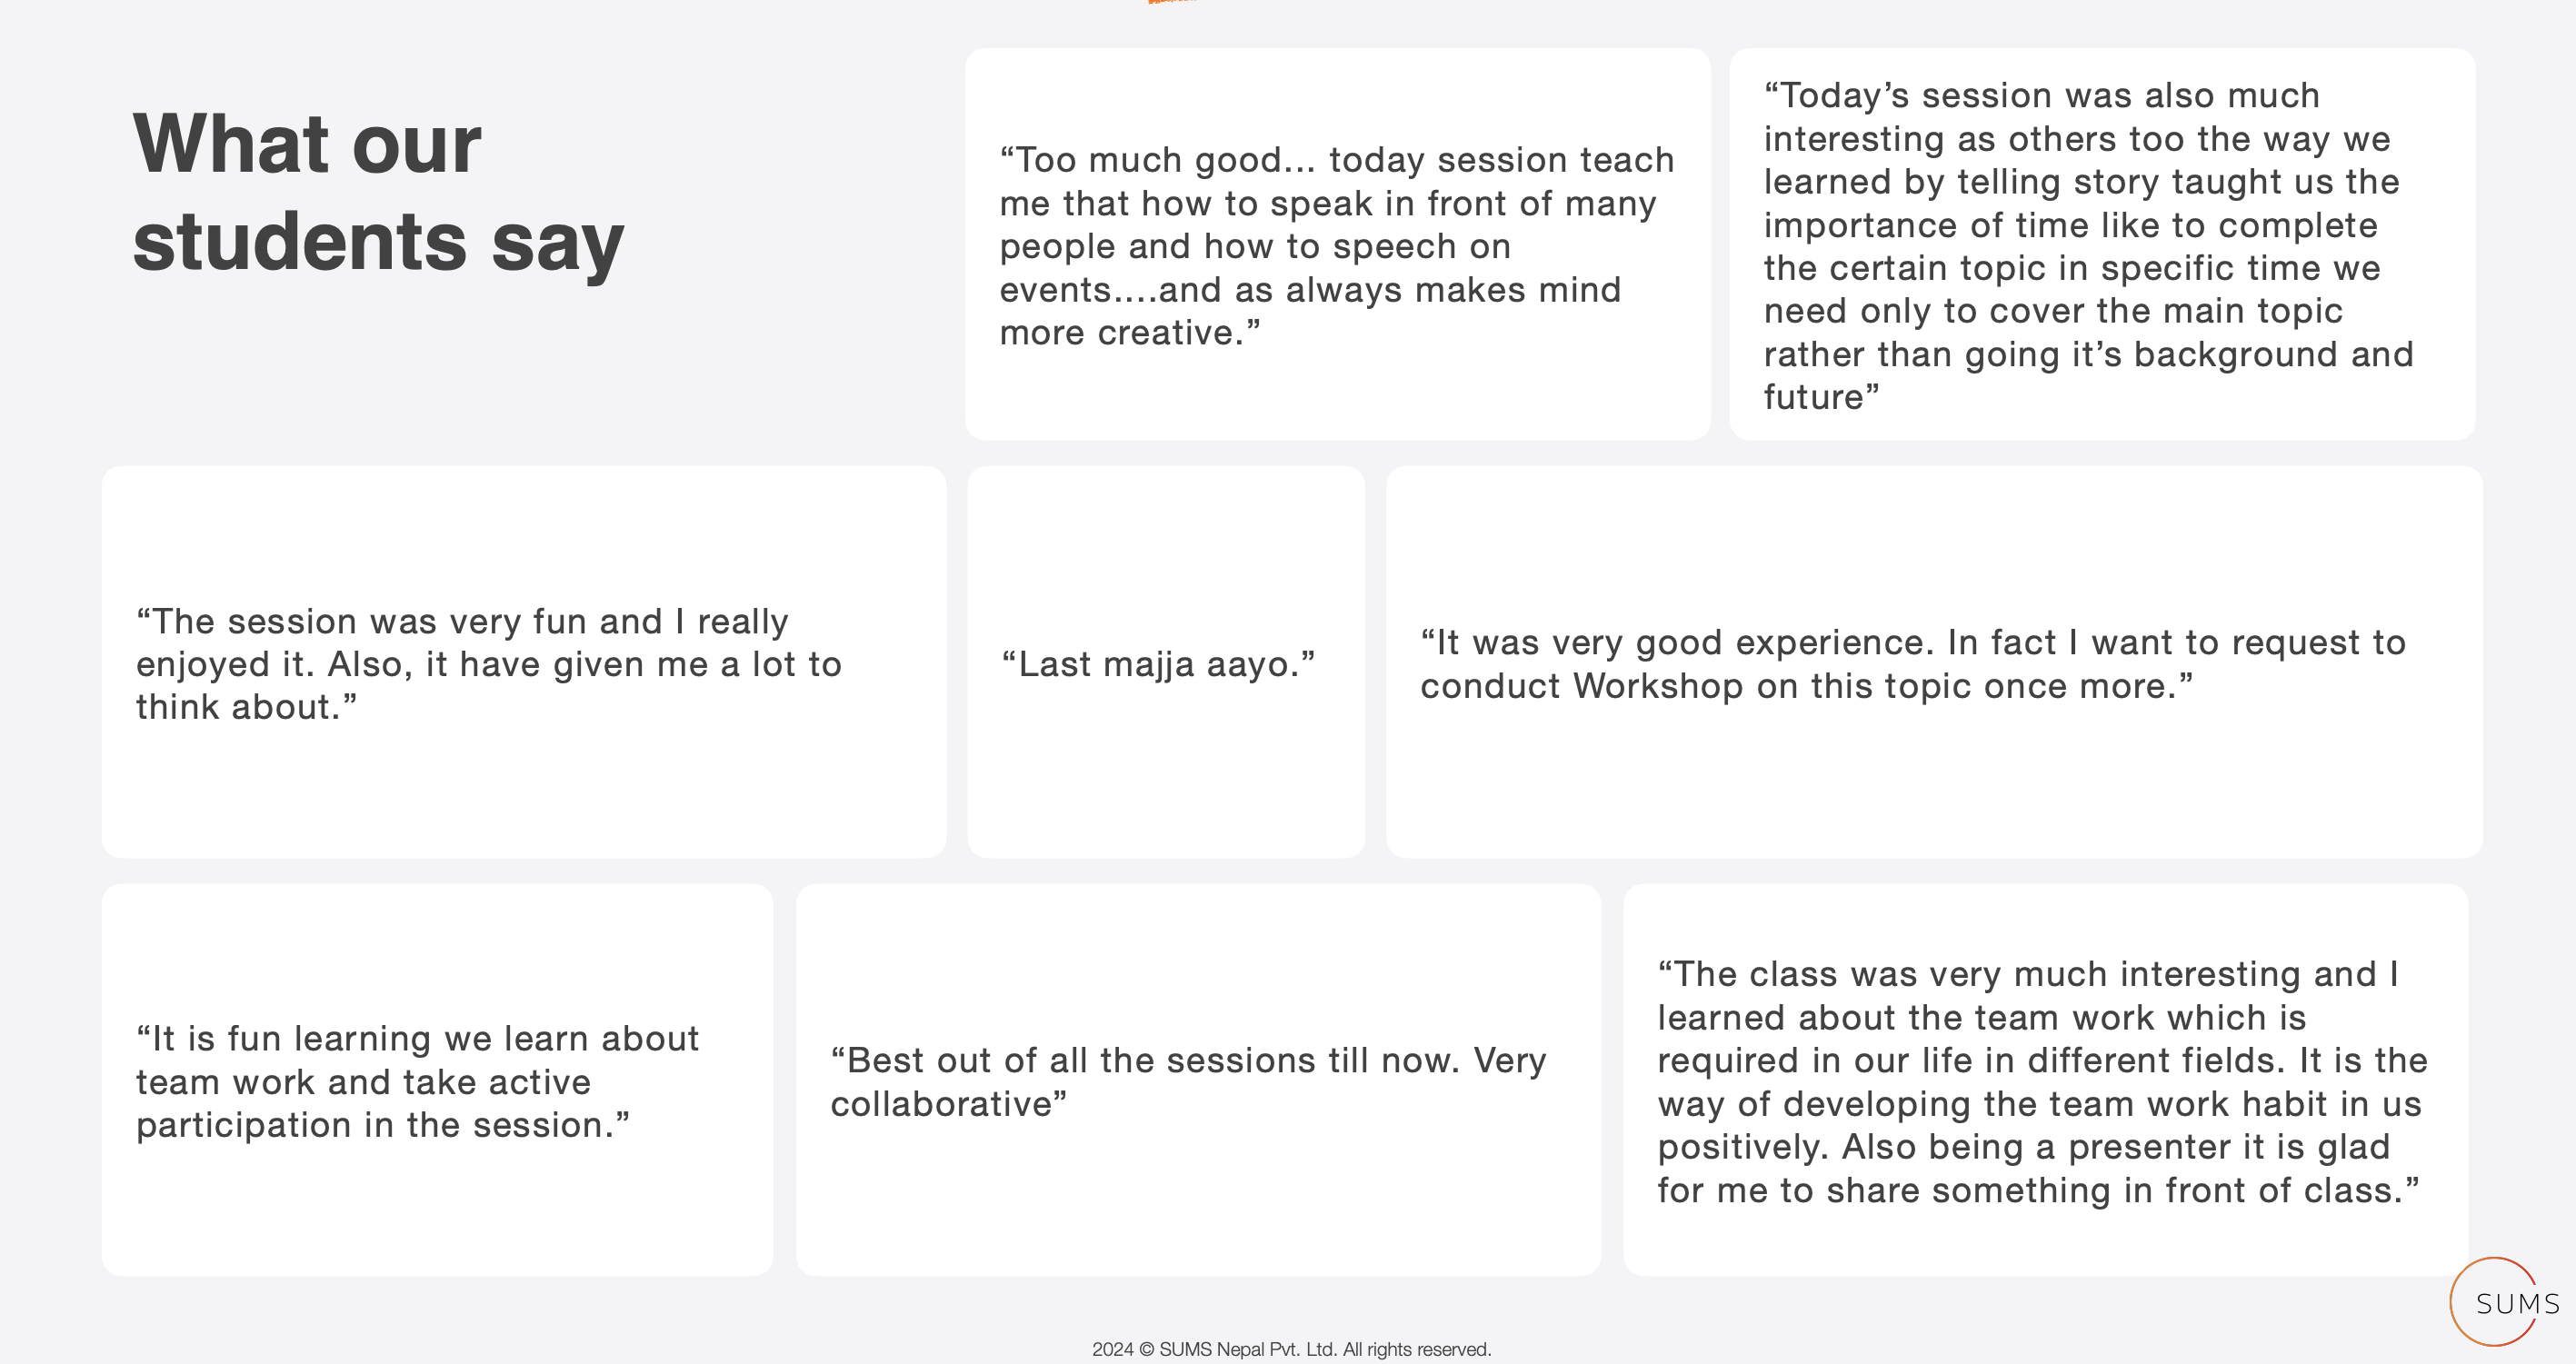 What our
students say
“Too much good... today session teach
me that how to speak in front of many
people and how to speech on
events....and as always makes mind
more creative.”
“Today’s session was also much
interesting as others too the way we
learned by telling story taught us the
importance of time like to complete
the certain topic in specific time we
need only to cover the main topic
rather than going it’s background and
future”
“The session was very fun and I really
enjoyed it. Also, it have given me a lot to
think about.”
“Last majja aayo.”
“It was very good experience. In fact I want to request to
conduct Workshop on this topic once more.”
“It is fun learning we learn about
team work and take active
participation in the session.”
“Best out of all the sessions till now. Very
collaborative”
“The class was very much interesting and I
learned about the team work which is
required in our life in different fields. It is the
way of developing the team work habit in us
positively. Also being a presenter it is glad
for me to share something in front of class.”
SUMS
2024 © SUMS Nepal Pvt. Ltd. All rights reserved.